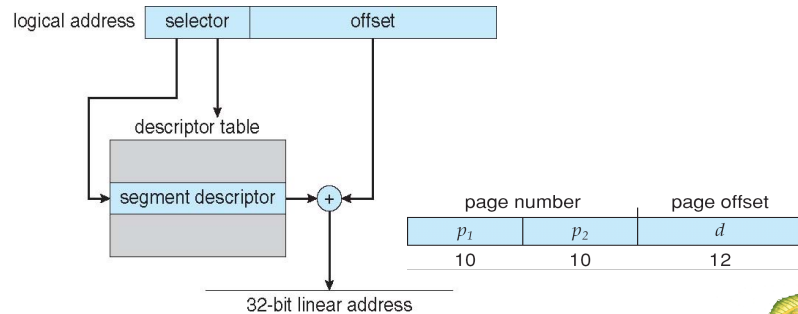 logical address selector offset
descriptor table
segment descriptor +
page number page offset
p1 p2 d
10 10 12
32-bit linear address